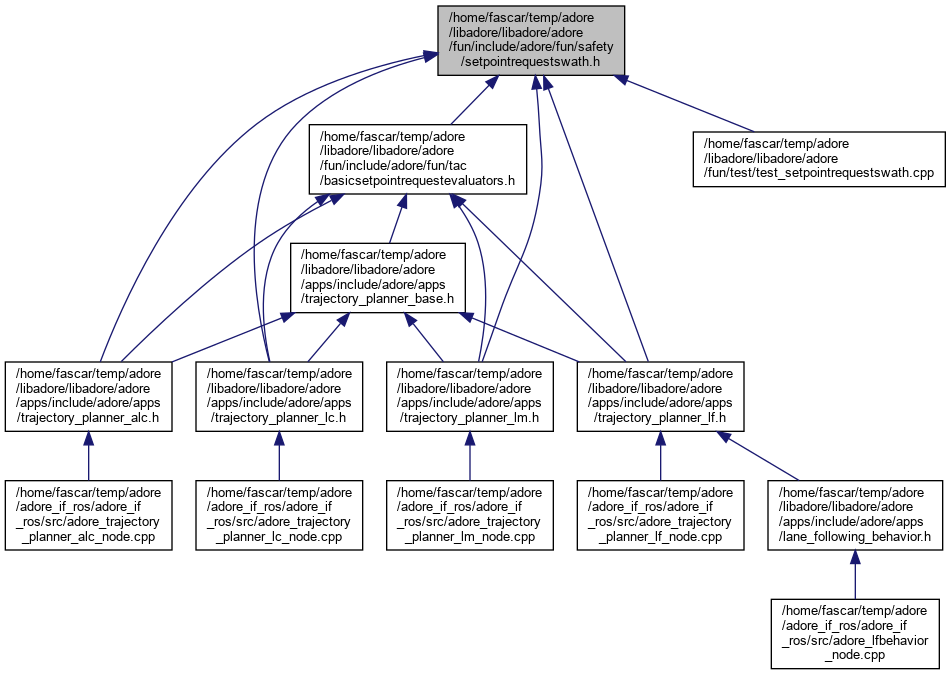 /home/fascar/temp/adore
/libadore/libadore/adore
/fun/include/adore/fun/safety
/setpointrequestswath.h
/home/fascar/temp/adore
/libadore/libadore/adore
/fun/include/adore/fun/tac
/basicsetpointrequestevaluators.h
/home/fascar/temp/adore
/libadore/libadore/adore
/fun/test/test_setpointrequestswath.cpp
/home/fascar/temp/adore
/libadore/libadore/adore
/apps/include/adore/apps
/trajectory_planner_base.h
/home/fascar/temp/adore
/libadore/libadore/adore
/apps/include/adore/apps
/trajectory_planner_alc.h
/home/fascar/temp/adore
/libadore/libadore/adore
/apps/include/adore/apps
/trajectory_planner_lc.h
/home/fascar/temp/adore
/libadore/libadore/adore
/apps/include/adore/apps
/trajectory_planner_lm.h
/home/fascar/temp/adore
/libadore/libadore/adore
/apps/include/adore/apps
/trajectory_planner_lf.h
/home/fascar/temp/adore
/adore_if_ros/adore_if
_ros/src/adore_trajectory
_planner_alc_node.cpp
/home/fascar/temp/adore
/adore_if_ros/adore_if
_ros/src/adore_trajectory
_planner_lc_node.cpp
/home/fascar/temp/adore
/adore_if_ros/adore_if
_ros/src/adore_trajectory
_planner_lm_node.cpp
/home/fascar/temp/adore
/adore_if_ros/adore_if
_ros/src/adore_trajectory
_planner_lf_node.cpp
/home/fascar/temp/adore
/libadore/libadore/adore
/apps/include/adore/apps
/lane_following_behavior.h
/home/fascar/temp/adore
/adore_if_ros/adore_if
_ros/src/adore_lfbehavior
_node.cpp